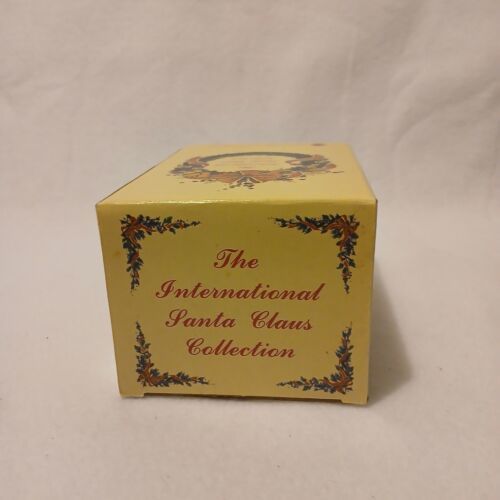 The
International
Santa Claus
Collection